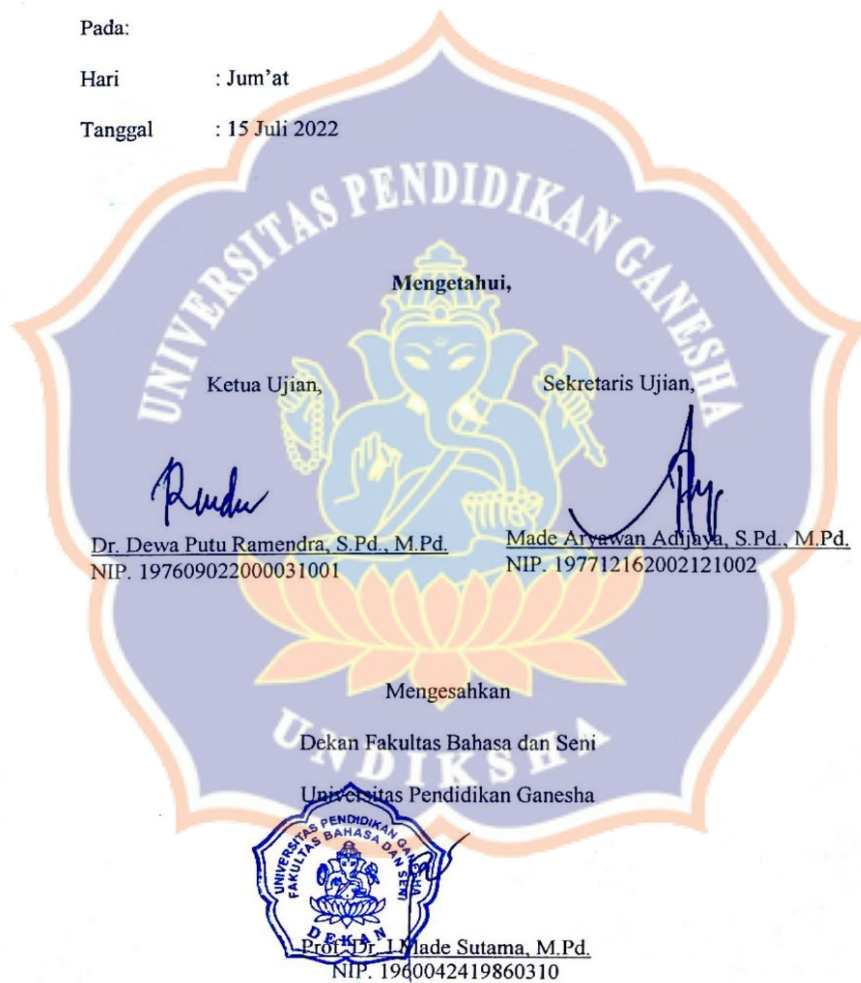 Pada:
Hari : Jum'at
Tanggal : 15 Juli 2022
UNIVERSITAS PENDIDIKAN GANESHA
Mengetahui,
Ketua Ujian, Sekretaris Ujian,
Dr. Dewa Putu Ramendra, S.Pd., M.Pd. Made Aryawan Adijaya, S.Pd., M.Pd.
NIP. 197609022000031001 NIP. 197712162002121002
Mengesahkan
Dekan Fakultas Bahasa dan Seni
UNDIKSHA
Universitas Pendidikan Ganesha
UNIVERSITAS PENDIDIKAN GANESHA
FAKULTAS BAHASA DAN SENI
DEKAN
Prof. Dr. I Made Sutama, M.Pd.
NIP. 1960042419860310